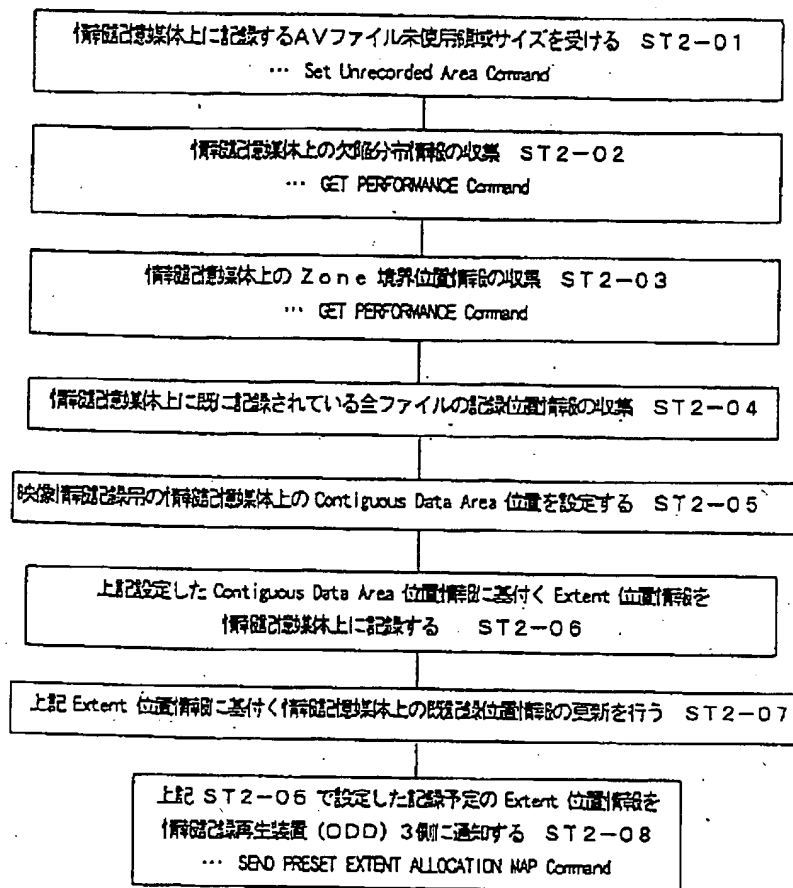 情報記憶媒体上に記録するAVファイル未使用領域サイズを受ける ST2-01
… Set Unrecorded Area Command
情報記憶媒体上の欠陥分布情報の収集 ST2-02
… GET PERFORMANCE Command
情報記憶媒体上のZone境界位置情報の収集 ST2-03
… GET PERFORMANCE Command
情報記憶媒体上に既に記録されている全ファイルの記録位置情報の収集 ST2-04
映像情報記録用の情報記憶媒体上の Contiguous Data Area 位置を設定する ST2-05
上記設定した Contiguous Data Area 位置情報に基付く Extent 位置情報を
情報記憶媒体上に記録する ST2-06
上記 Extent 位置情報に基付く情報記憶媒体上の既記録位置情報の更新を行う ST2-07
上記 ST2-06 で設定した記録予定の Extent 位置情報を
情報記録再生装置(ODD)3側に通知する ST2-08
… SEND PRESET EXTENT ALLOCATION MAP Command